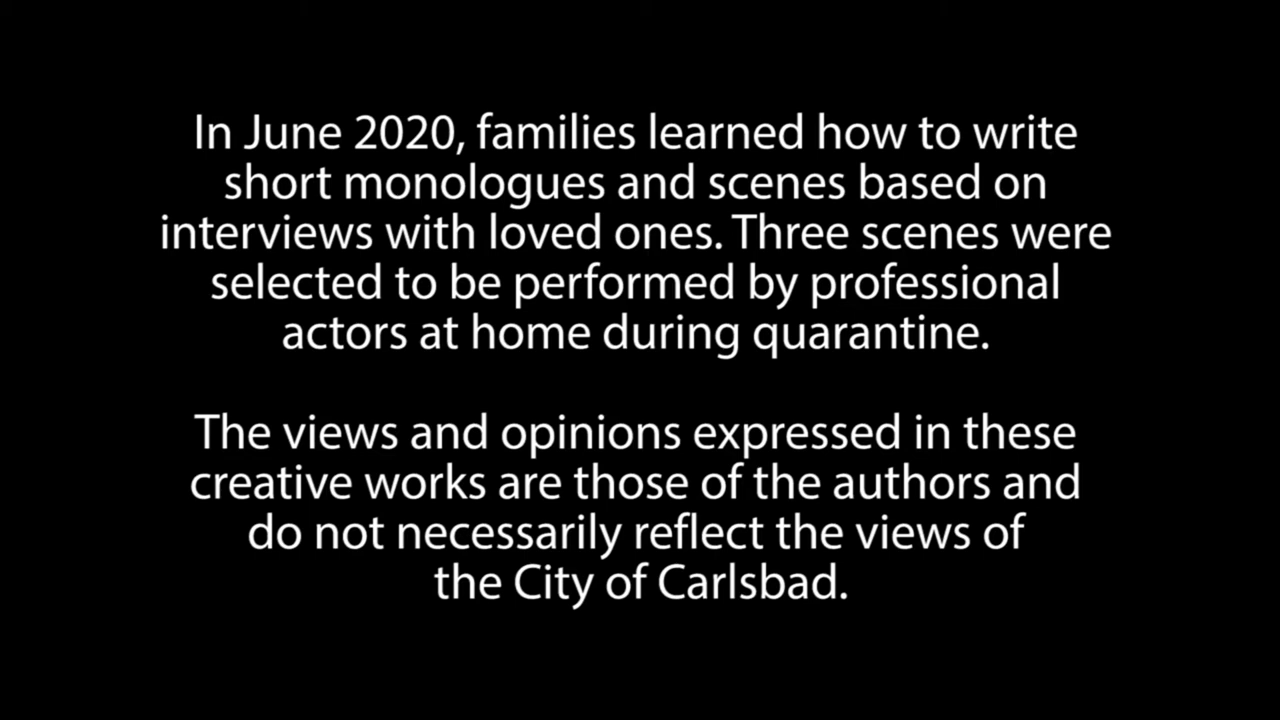 In June 2020, families learned how to write
short monologues and scenes based on
interviews with loved ones. Three scenes were
selected to be performed by professional
actors at home during quarantine.
The views and opinions expressed in these
creative works are those of the authors and
do not necessarily reflect the views of
the City of Carlsbad.